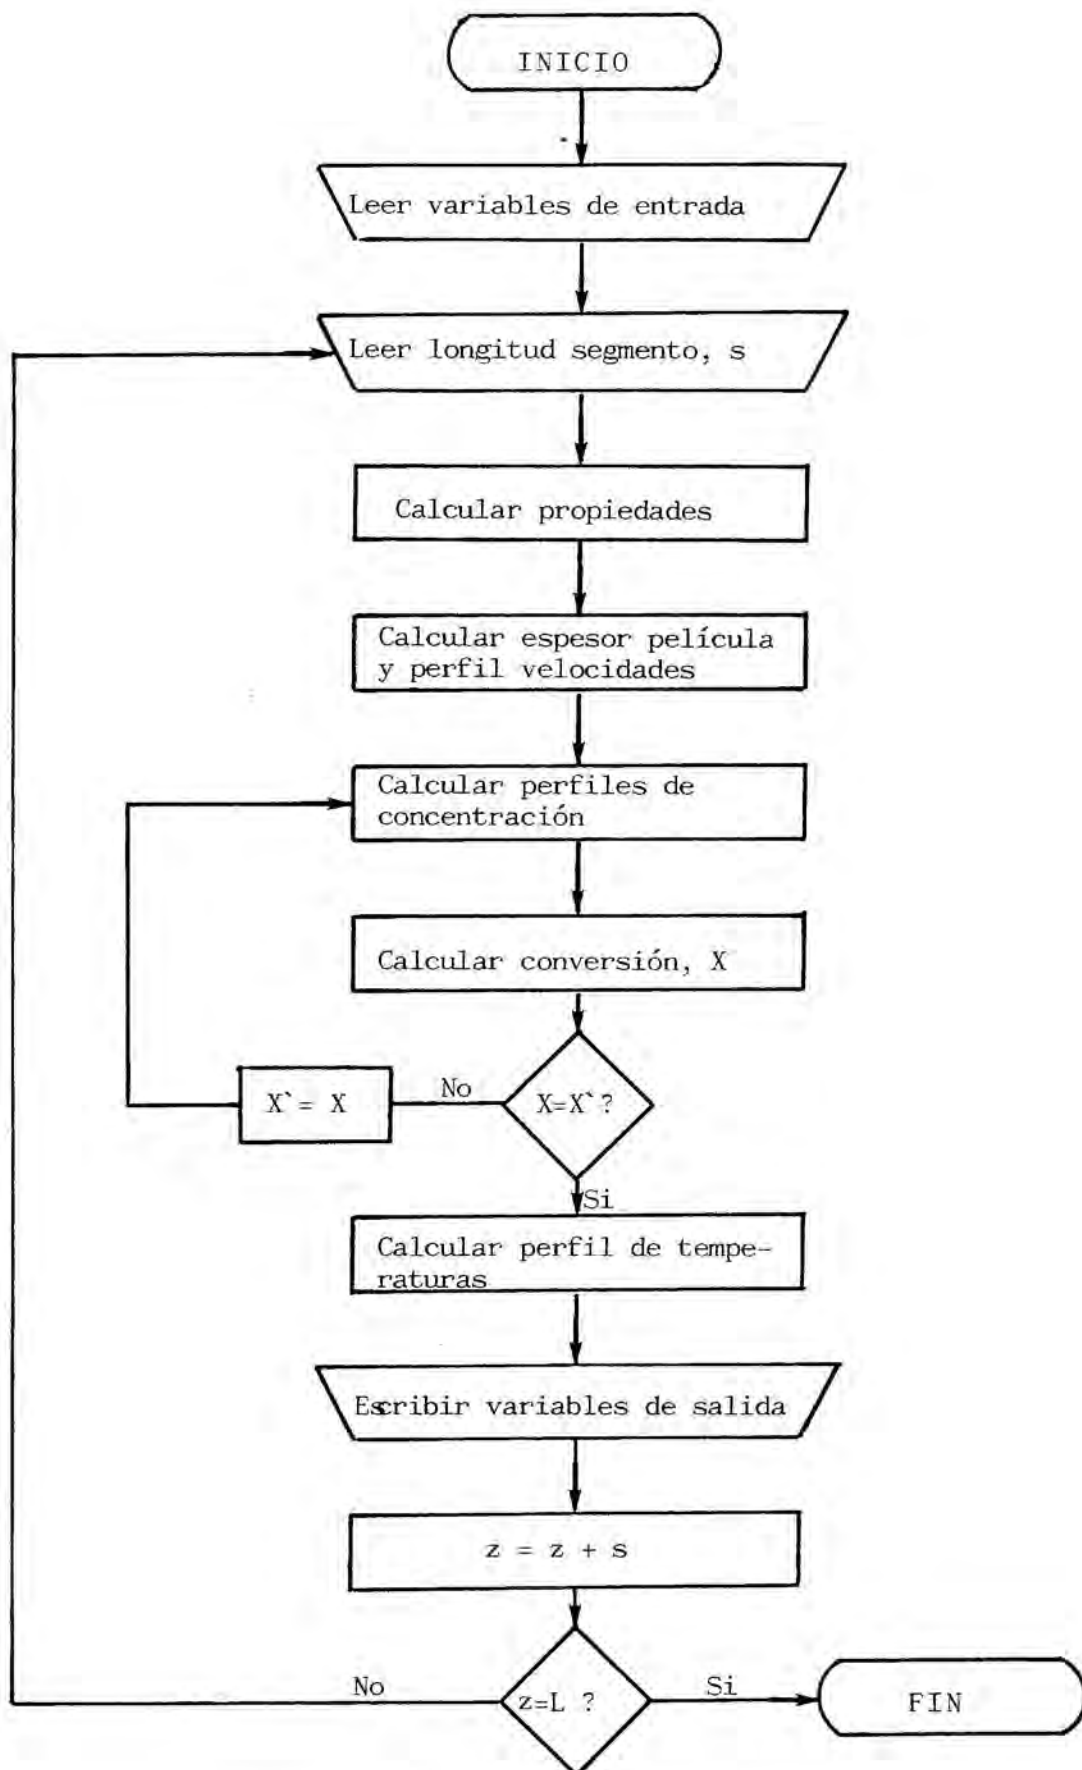 INICIO
Leer variables de entrada
Leer longitud segmento, s
Calcular propiedades
Calcular espesor película
y perfil velocidades
Calcular perfiles de
concentración
Calcular conversión, X
X`= X
No
X=X`?
Si
Calcular perfil de tempe-
raturas
Escribir variables de salida
z = z + s
No
z=L ?
Si
FIN